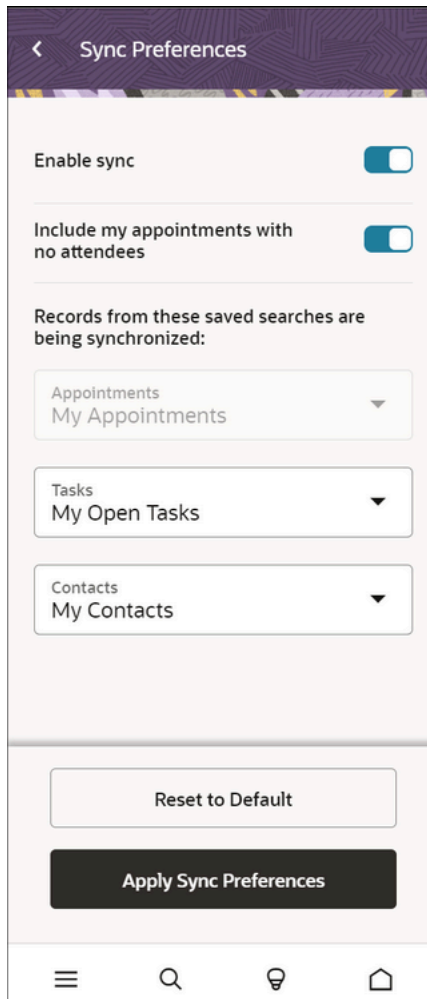 Sync Preferences
Enable sync
Include my appointments with
no attendees
Records from these saved searches are
being synchronized:
Appointments
My Appointments
Tasks
My Open Tasks
Contacts
My Contacts
Reset to Default
Apply Sync Preferences